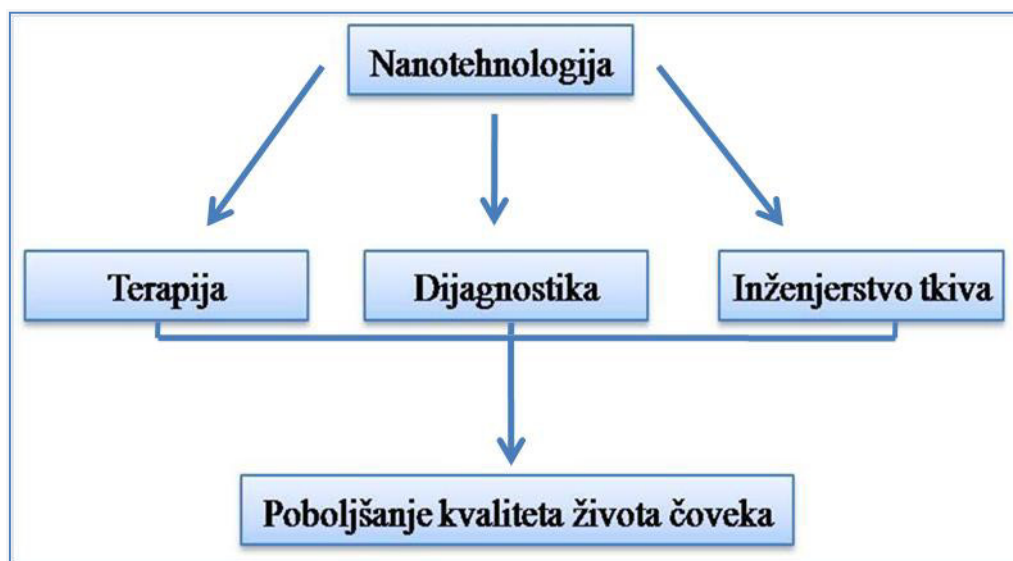 Nanotehnologija
Terapija
Dijagnostika
Inženjerstvo tkiva
Poboljšanje kvaliteta života čoveka